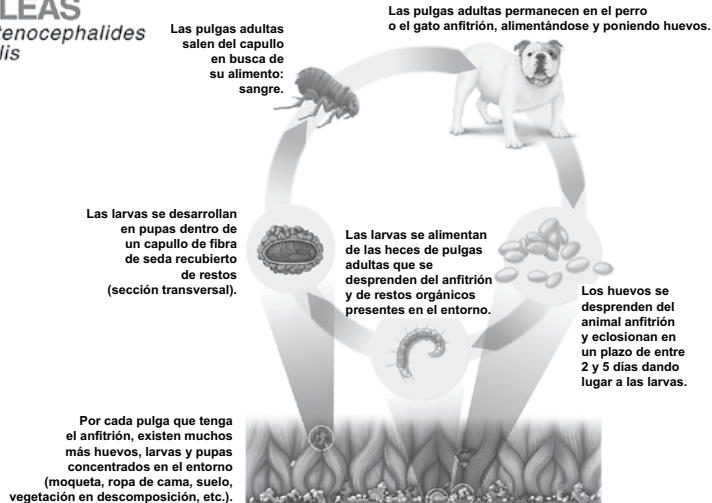 LEAS
tenocephalides
lis
Las pulgas adultas
salen del capullo
en busca de
su alimento:
sangre.
Las pulgas adultas permanecen en el perro
o el gato anfitrión, alimentándose y poniendo huevos.
Las larvas se desarrollan
en pupas dentro de
un capullo de fibra
de seda recubierto
de restos
(sección transversal).
Las larvas se alimentan
de las heces de pulgas
adultas que se
desprenden del anfitrión
y de restos orgánicos
presentes en el entorno.
Los huevos se
desprenden del
animal anfitrión
y eclosionan en
un plazo de entre
2 y 5 días dando
lugar a las larvas.
Por cada pulga que tenga
el anfitrión, existen muchos
más huevos, larvas y pupas
concentrados en el entorno
(moqueta, ropa de cama, suelo,
vegetación en descomposición, etc.).